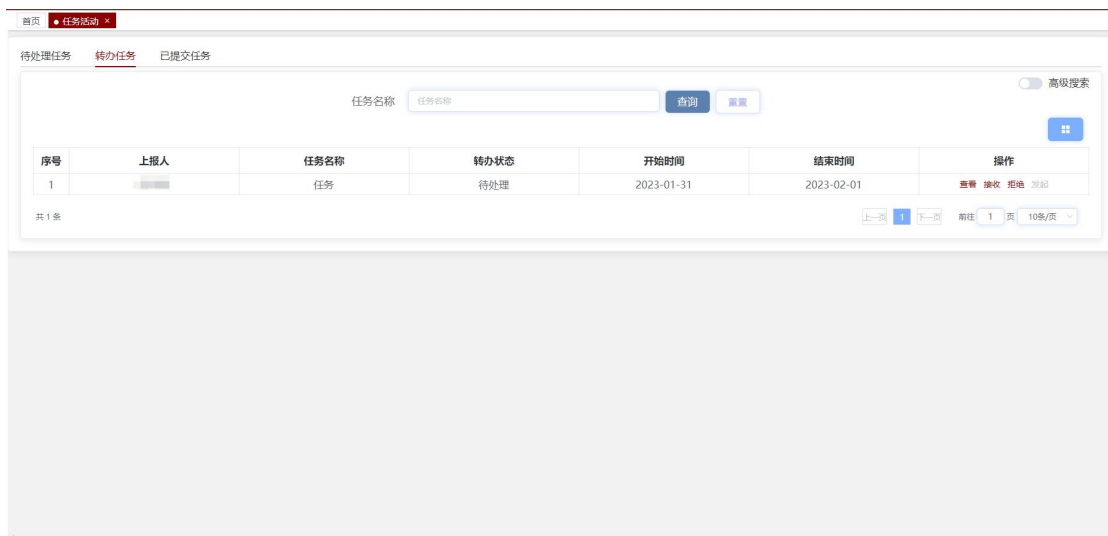 首页 ● 任务活动 ×
待处理任务 转办任务 已提交任务
高级搜索
任务名称 任务名称 查询 重置
序号 上报人 任务名称 转办状态 开始时间 结束时间 操作
1 任务 待处理 2023-01-31 2023-02-01 查看 接收 拒绝 发起
共 1 条 上一页 1 下一页 前往 1 页 10条/页